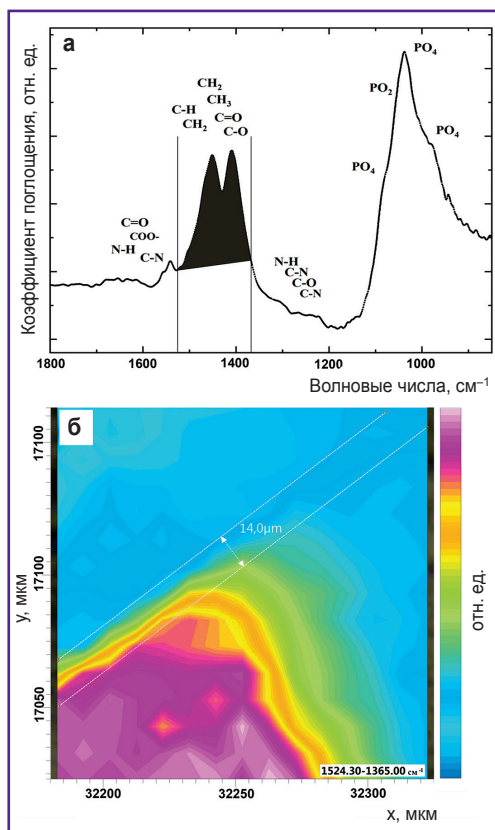 а
Коэффициент поглощения, отн. ед.
CH2
C-H
CH3
CH2
C=O
C-O
C=O
COO-
N-H
C-N
N-H
C-N
C-O
C-N
PO4
PO2
PO4
PO4
1800
1600
1400
1200
1000
Волновые числа, см⁻¹
б
y, мкм
17100
17100
17050
14,0µm
1524.30-1365.00 см⁻¹
32200
32250
32300
x, мкм
отн. ед.